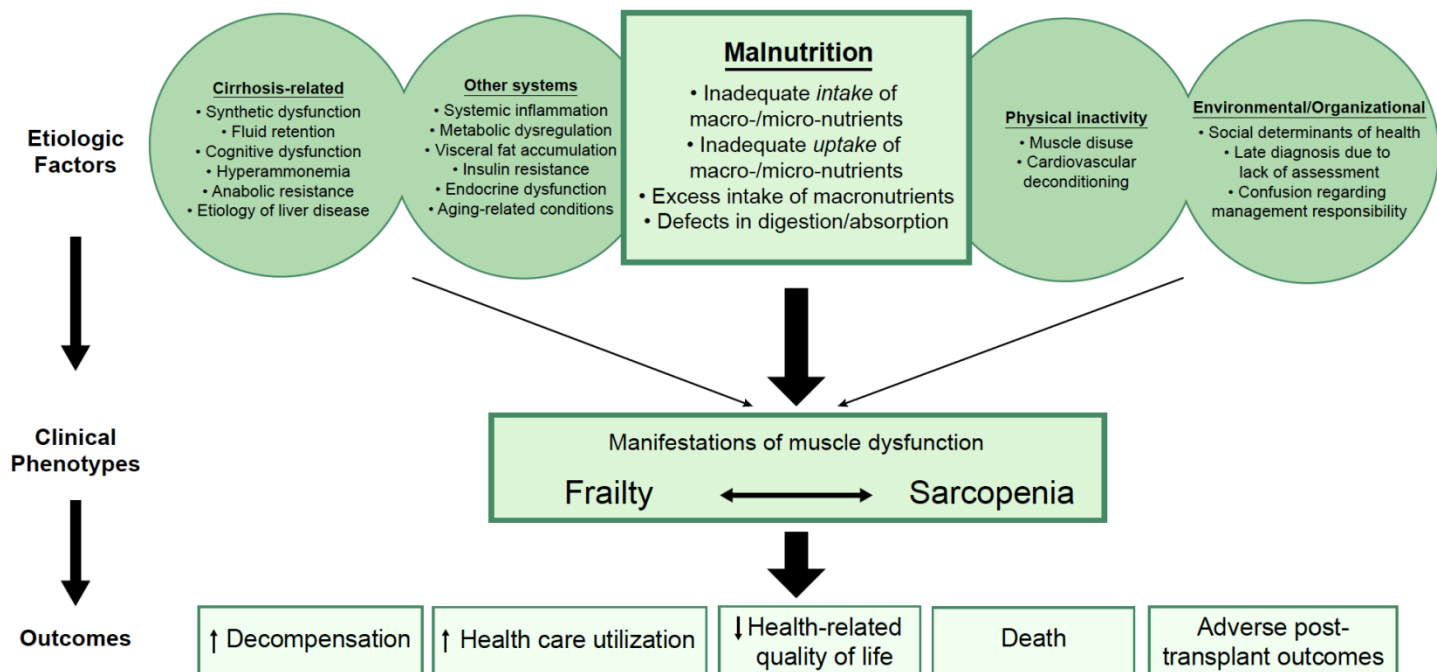 Etiologic
Factors
Cirrhosis-related
• Synthetic dysfunction
• Fluid retention
• Cognitive dysfunction
• Hyperammonemia
• Anabolic resistance
• Etiology of liver disease
Other systems
• Systemic inflammation
• Metabolic dysregulation
• Visceral fat accumulation
• Insulin resistance
• Endocrine dysfunction
• Aging-related conditions
Malnutrition
• Inadequate intake of
macro-/micro-nutrients
• Inadequate uptake of
macro-/micro-nutrients
• Excess intake of macronutrients
• Defects in digestion/absorption
Physical inactivity
• Muscle disuse
• Cardiovascular
deconditioning
Environmental/Organizational
• Social determinants of health
• Late diagnosis due to
lack of assessment
• Confusion regarding
management responsibility
Clinical
Phenotypes
Manifestations of muscle dysfunction
Frailty ↔ Sarcopenia
Outcomes
↑ Decompensation
↑ Health care utilization
↓ Health-related
quality of life
Death
Adverse post-
transplant outcomes